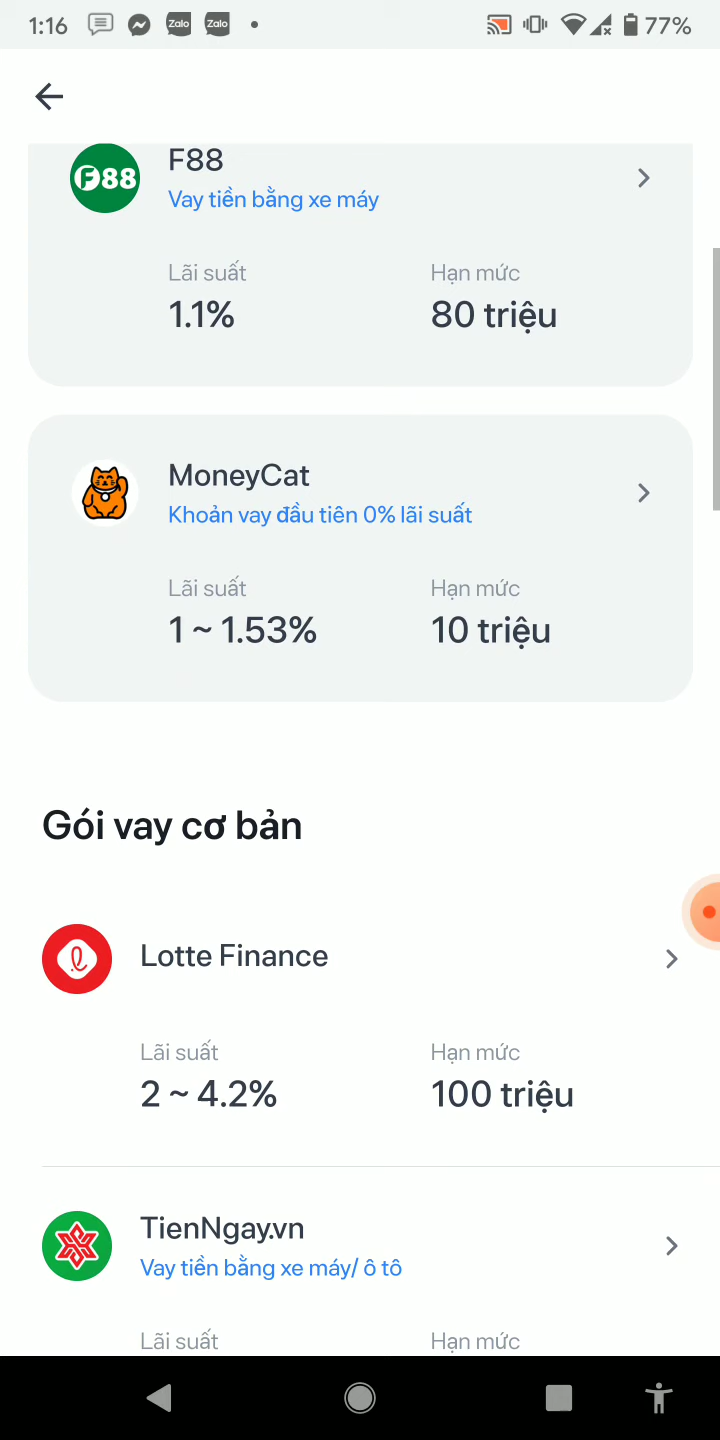 1:16
Zalo
Zalo
77%
F88
F88
Vay tiền bằng xe máy
Lãi suất
Hạn mức
1.1%
80 triệu
MoneyCat
Khoản vay đầu tiên 0% lãi suất
Lãi suất
Hạn mức
1 ~ 1.53%
10 triệu
Gói vay cơ bản
Lotte Finance
Lãi suất
Hạn mức
2 ~ 4.2%
100 triệu
TienNgay.vn
Vay tiền bằng xe máy/ ô tô
Lãi suất
Hạn mức